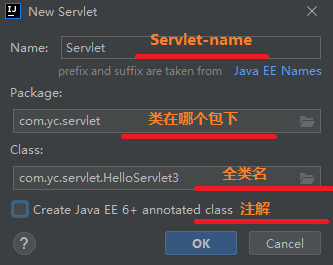 New Servlet
Name: Servlet Servlet-name
prefix and suffix are taken from Java EE Names
Package:
com.yc.servlet 类在哪个包下
Class:
com.yc.servlet.HelloServlet3 全类名
Create Java EE 6+ annotated class 注解
? OK Cancel